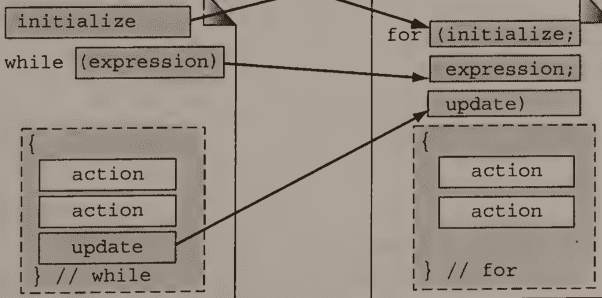 initialize
while (expression)
{
action
action
update
} // while
for (initialize;
expression;
update)
{
action
action
} // for